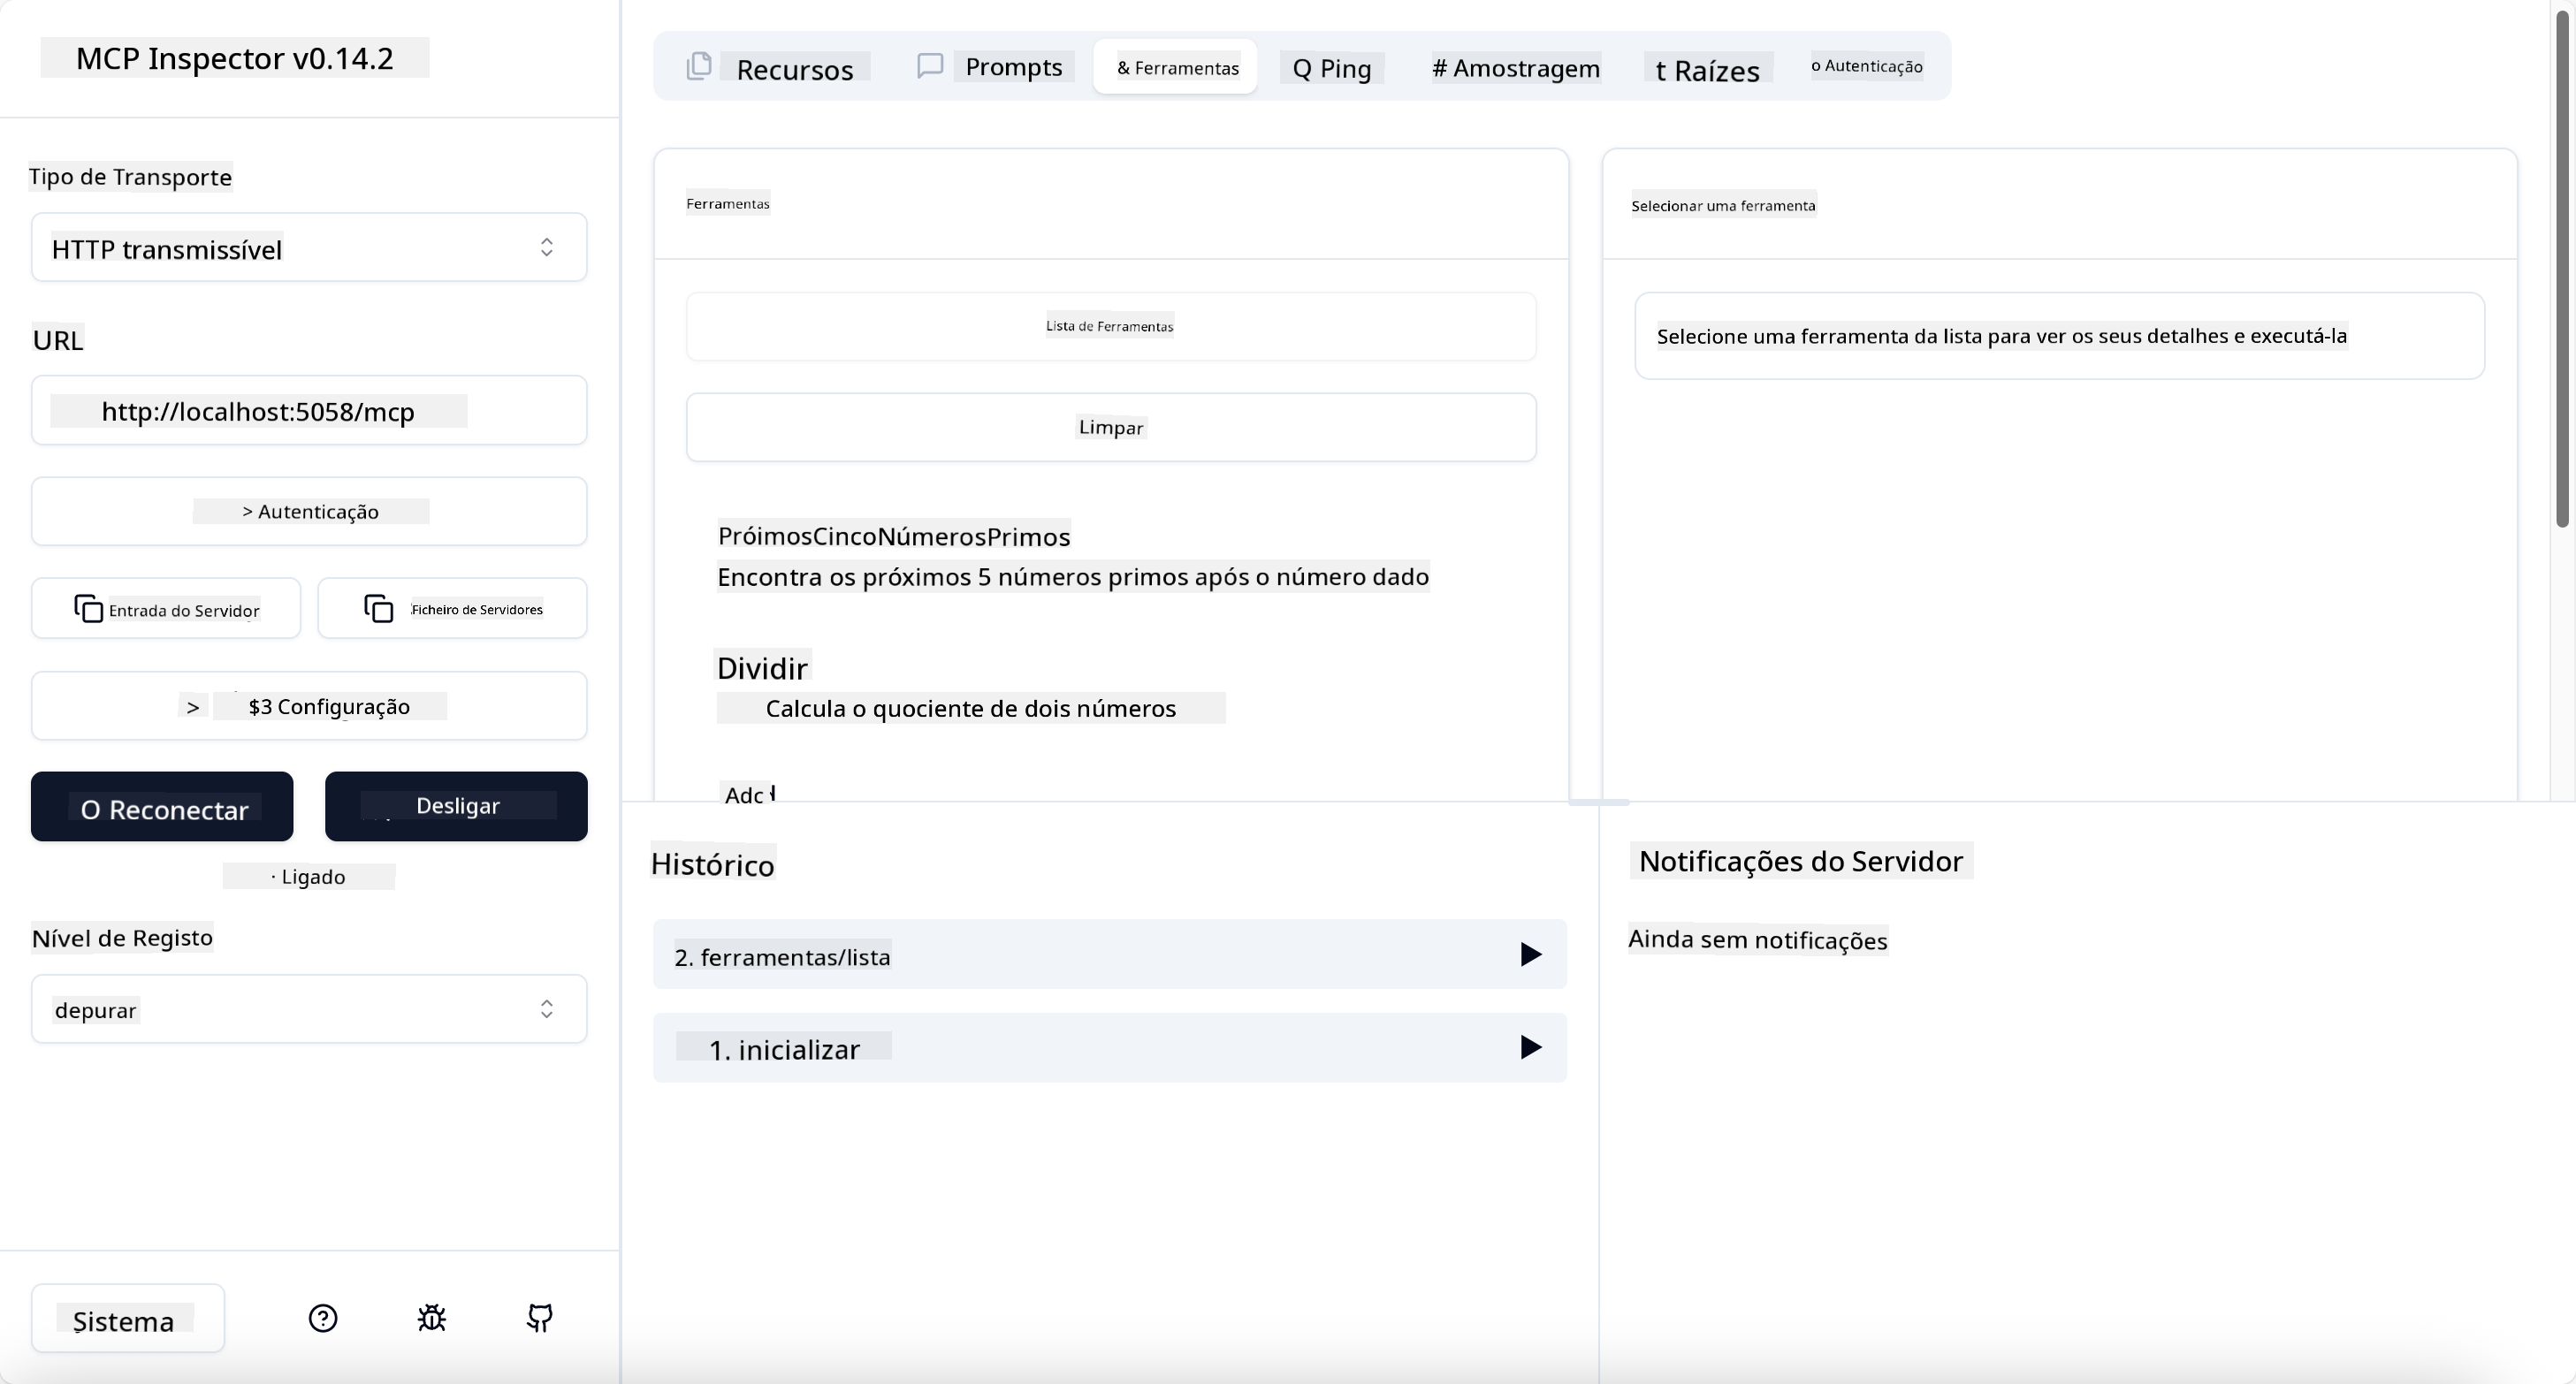 MCP Inspector v0.14.2
Tipo de Transporte
HTTP transmissível
URL
http://localhost:5058/mcp
> Autenticação
Entrada do Servidor
Ficheiro de Servidores
> $3 Configuração
O Reconectar
Desligar
· Ligado
Nível de Registo
depurar
Sistema
Recursos
Prompts
& Ferramentas
Q Ping
# Amostragem
t Raízes
o Autenticação
Ferramentas
Lista de Ferramentas
Limpar
PróimosCincoNúmerosPrimos
Encontra os próximos 5 números primos após o número dado
Dividir
Calcula o quociente de dois números
Adc
Selecionar uma ferramenta
Selecione uma ferramenta da lista para ver os seus detalhes e executá-la
Histórico
2. ferramentas/lista
1. inicializar
Notificações do Servidor
Ainda sem notificações